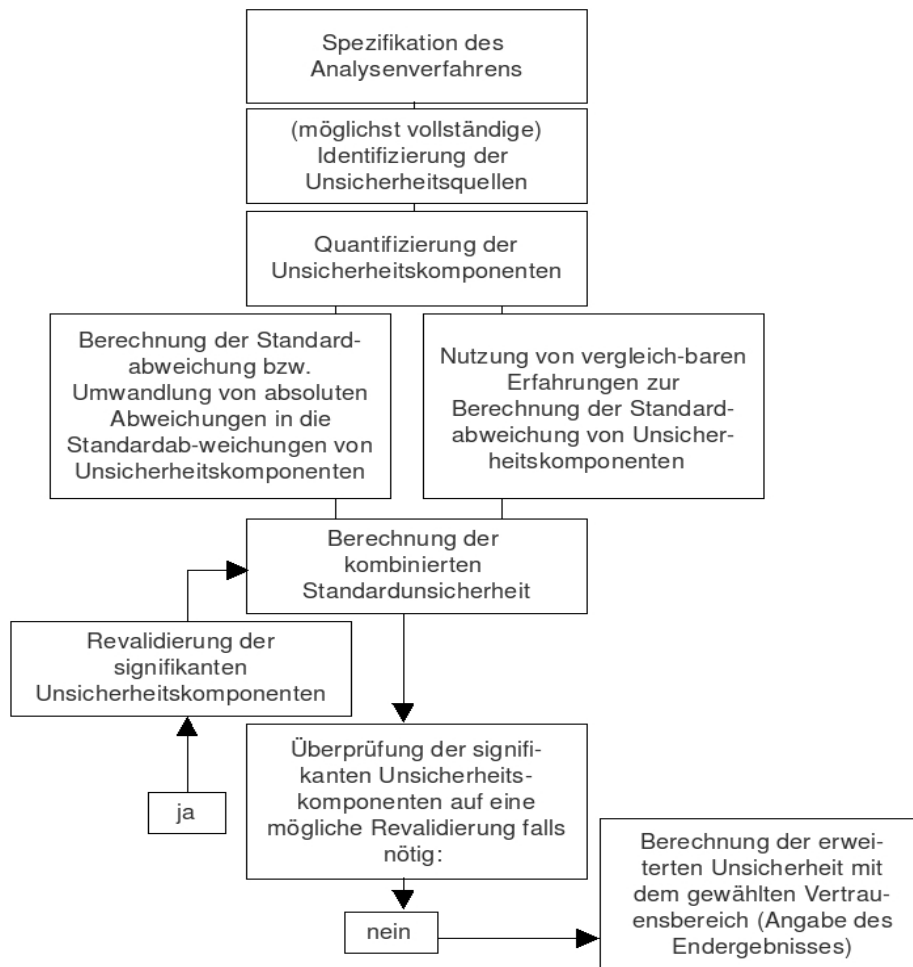 Spezifikation des
Analysenverfahrens
(möglichst vollständige)
Identifizierung der
Unsicherheitsquellen
Quantifizierung der
Unsicherheitskomponenten
Berechnung der Standard-
abweichung bzw.
Umwandlung von absoluten
Abweichungen in die
Standardab-weichungen von
Unsicherheitskomponenten
Nutzung von vergleich-baren
Erfahrungen zur
Berechnung der Standard-
abweichung von Unsicher-
heitskomponenten
Berechnung der
kombinierten
Standardunsicherheit
Revalidierung der
signifikanten
Unsicherheitskomponenten
Überprüfung der signifi-
kanten Unsicherheits-
komponenten auf eine
mögliche Revalidierung falls
nötig:
ja
nein
Berechnung der erwei-
terten Unsicherheit mit
dem gewählten Vertrau-
ensbereich (Angabe des
Endergebnisses)